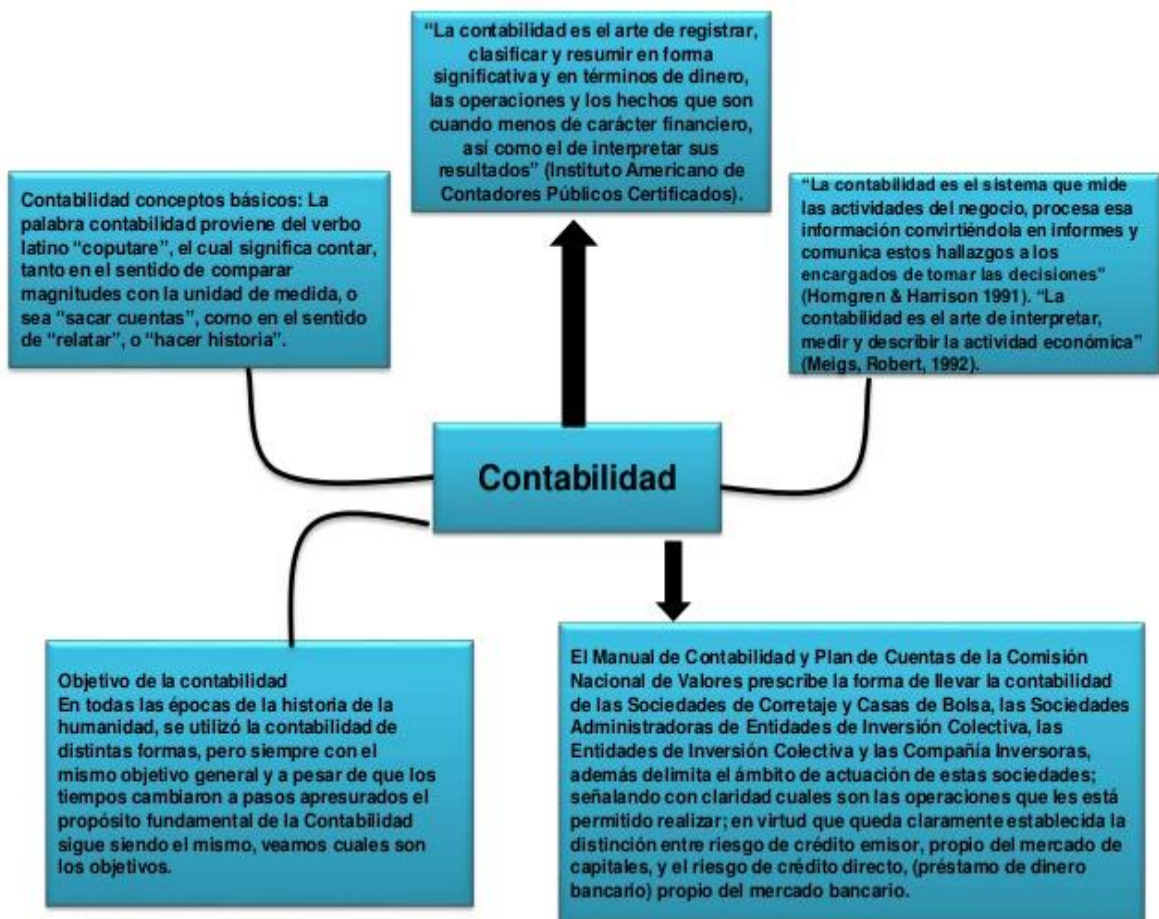 “La contabilidad es el arte de registrar,
clasificar y resumir en forma
significativa y en términos de dinero,
las operaciones y los hechos que son
cuando menos de carácter financiero,
así como el de interpretar sus
resultados” (Instituto Americano de
Contadores Públicos Certificados).
Contabilidad conceptos básicos: La
palabra contabilidad proviene del verbo
latino “coputare”, el cual significa contar,
tanto en el sentido de comparar
magnitudes con la unidad de medida, o
sea “sacar cuentas”, como en el sentido
de “relatar”, o “hacer historia”.
“La contabilidad es el sistema que mide
las actividades del negocio, procesa esa
información convirtiéndola en informes y
comunica estos hallazgos a los
encargados de tomar las decisiones”
(Horngren & Harrison 1991). “La
contabilidad es el arte de interpretar,
medir y describir la actividad económica”
(Meigs, Robert, 1992).
Contabilidad
Objetivo de la contabilidad
En todas las épocas de la historia de la
humanidad, se utilizó la contabilidad de
distintas formas, pero siempre con el
mismo objetivo general y a pesar de que los
tiempos cambiaron a pasos apresurados el
propósito fundamental de la Contabilidad
sigue siendo el mismo, veamos cuales son
los objetivos.
El Manual de Contabilidad y Plan de Cuentas de la Comisión
Nacional de Valores prescribe la forma de llevar la contabilidad
de las Sociedades de Corretaje y Casas de Bolsa, las Sociedades
Administradoras de Entidades de Inversión Colectiva, las
Entidades de Inversión Colectiva y las Compañía Inversoras,
además delimita el ámbito de actuación de estas sociedades;
señalando con claridad cuales son las operaciones que les está
permitido realizar; en virtud que queda claramente establecida la
distinción entre riesgo de crédito emisor, propio del mercado de
capitales, y el riesgo de crédito directo, (préstamo de dinero
bancario) propio del mercado bancario.